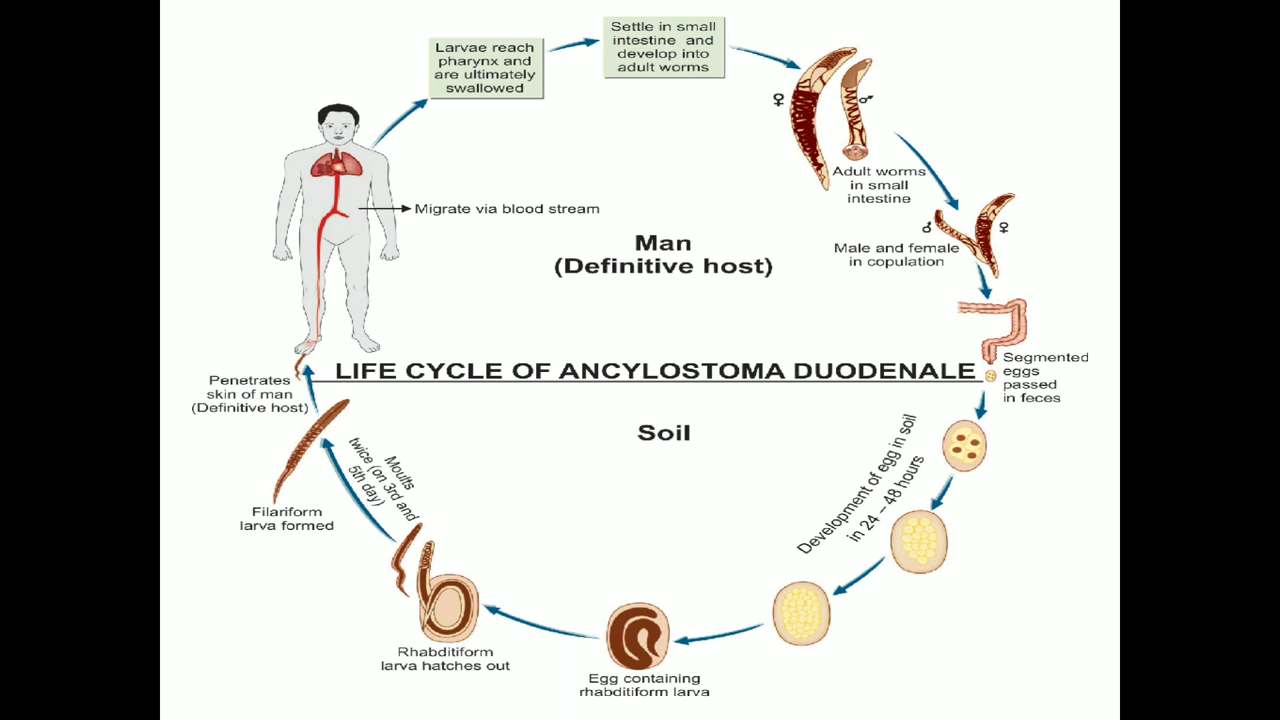 Larvae reach
pharynx and
are ultimately
swallowed
Settle in small
intestine and
develop into
adult worms
♀
♂
Adult worms
in small
intestine
♂
♀
Male and female
in copulation
Migrate via blood stream
Man
(Definitive host)
LIFE CYCLE OF ANCYLOSTOMA DUODENALE
Segmented
eggs
passed
in feces
Penetrates
skin of man
(Definitive host)
Soil
Development of egg in soil
in 24 – 48 hours
Moults
twice (on 3rd and
5th day)
Filariform
larva formed
Rhabditiform
larva hatches out
Egg containing
rhabditiform larva